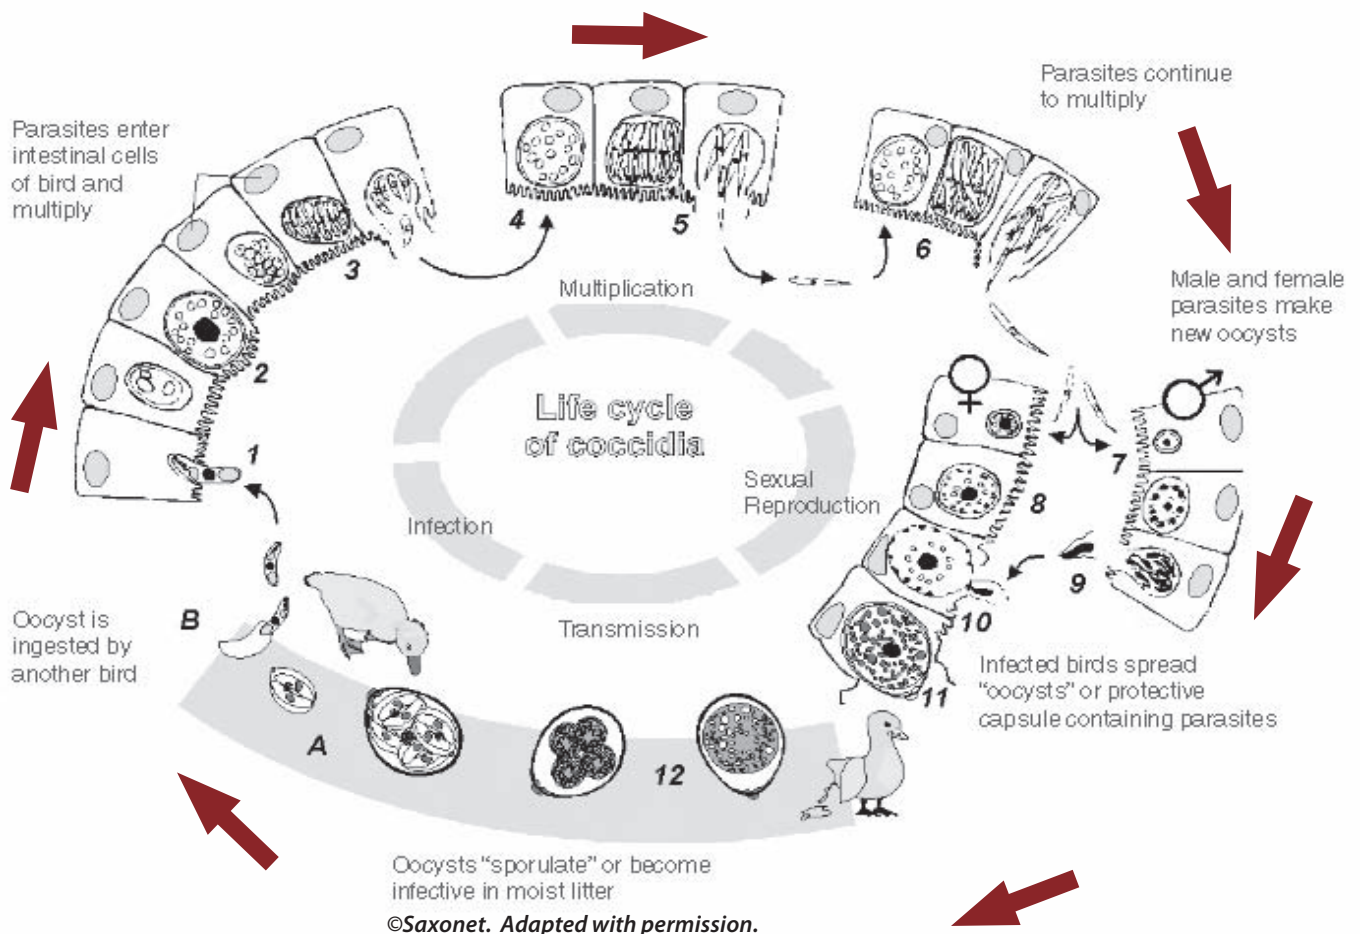 Parasites continue
to multiply
Parasites enter
intestinal cells
of bird and
multiply
4
5
6
3
2
1
Multiplication
Male and female
parasites make
new oocysts
Life cycle
of coccidia
Sexual
Reproduction
Infection
Transmission
7
8
9
10
11
Oocyst is
ingested by
another bird
B
A
12
Infected birds spread
"oocysts" or protective
capsule containing parasites
Oocysts "sporulate" or become
infective in moist litter
©Saxonet. Adapted with permission.